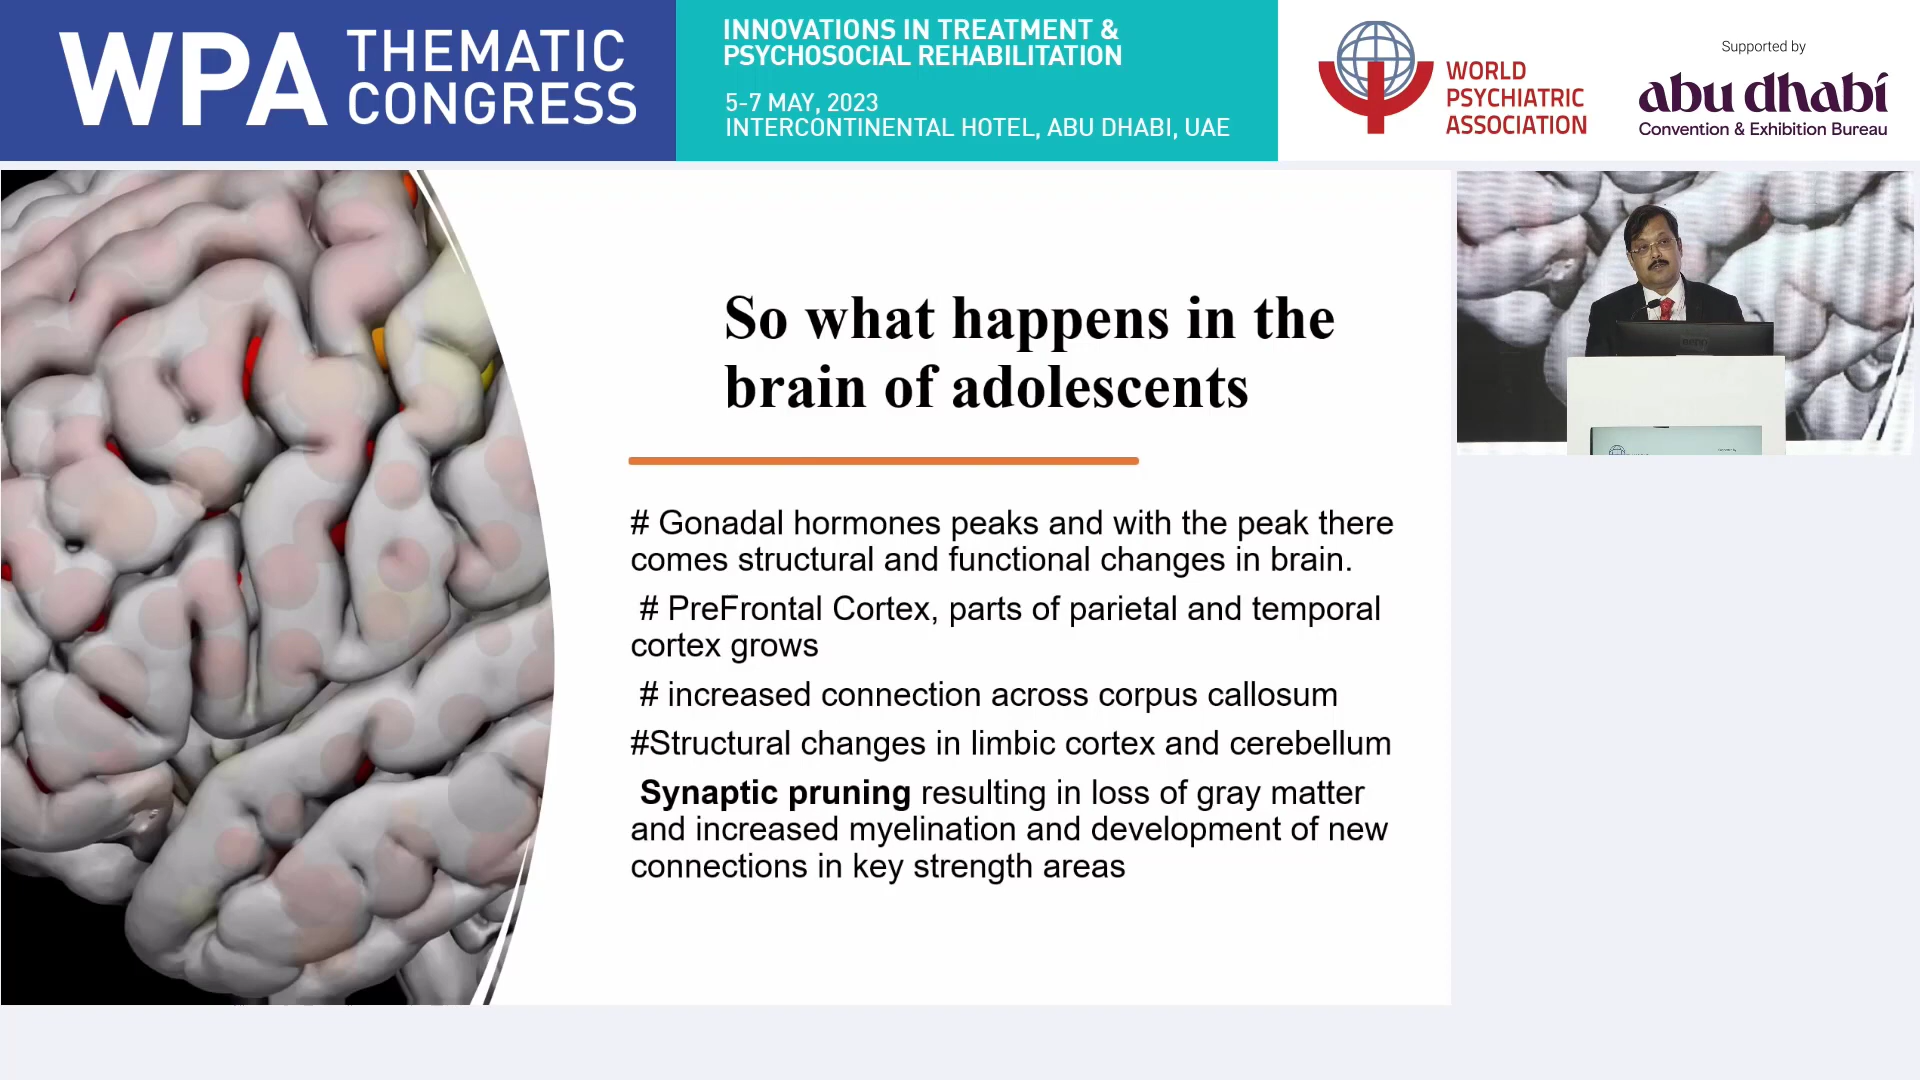 WPA THEMATIC
CONGRESS
INNOVATIONS IN TREATMENT &
PSYCHOSOCIAL REHABILITATION
5-7 MAY, 2023
INTERCONTINENTAL HOTEL, ABU DHABI, UAE
WORLD
PSYCHIATRIC
ASSOCIATION
Supported by
abu dhabi
Convention & Exhibition Bureau
So what happens in the
brain of adolescents
# Gonadal hormones peaks and with the peak there
comes structural and functional changes in brain.
# PreFrontal Cortex, parts of parietal and temporal
cortex grows
# increased connection across corpus callosum
#Structural changes in limbic cortex and cerebellum
Synaptic pruning resulting in loss of gray matter
and increased myelination and development of new
connections in key strength areas